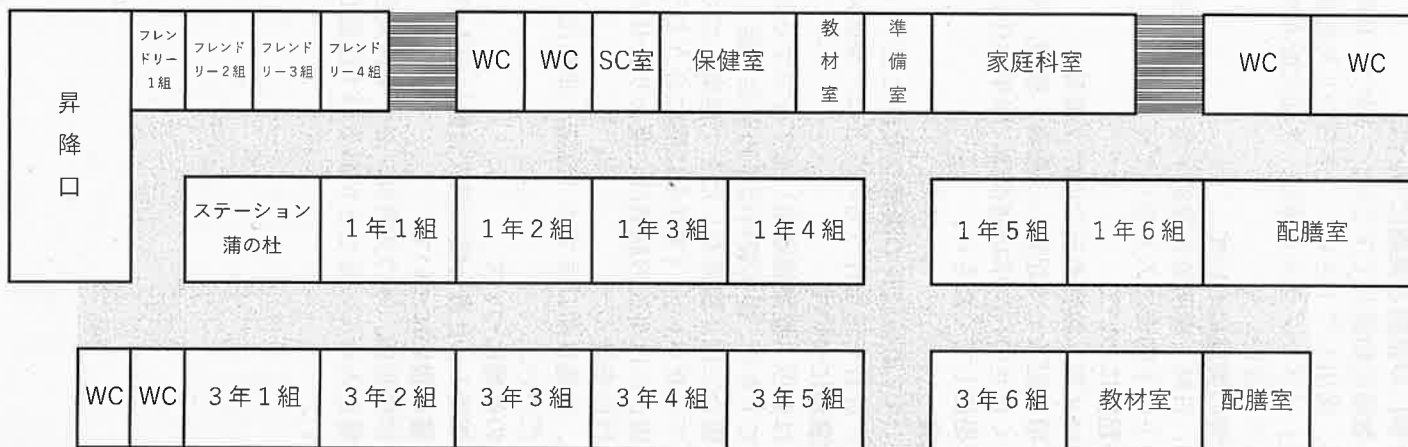 昇降口
フレンドリー1組
フレンドリー2組
フレンドリー3組
フレンドリー4組
WC
WC
SC室
保健室
教材室
準備室
家庭科室
WC
WC
ステーション
蒲の杜
1年1組
1年2組
1年3組
1年4組
1年5組
1年6組
配膳室
WC
WC
3年1組
3年2組
3年3組
3年4組
3年5組
3年6組
教材室
配膳室